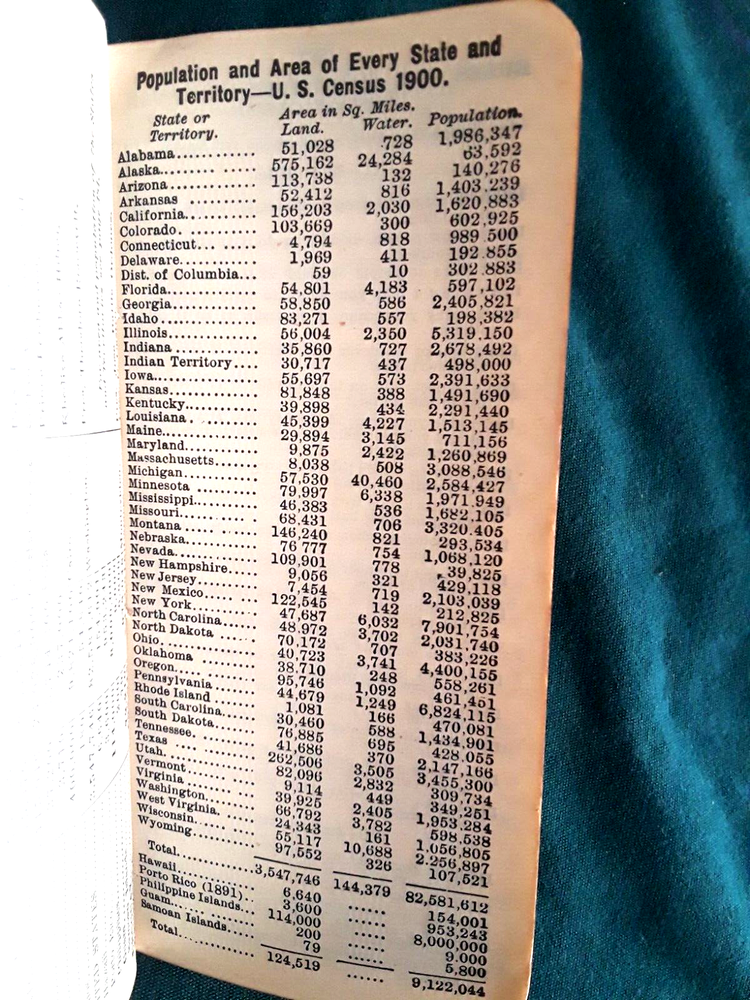 Population and Area of Every State and
Territory—U. S. Census 1900.
State or Territory. Area in Sq. Miles. Land. Water. Population.
Alabama............ 51,028 728 1,986,347
Alaska............ 575,162 24,284 63,592
Arizona............ 113,738 132 140,276
Arkansas .......... 52,412 816 1,403.239
California.......... 156,203 2,030 1,620,883
Colorado........... 103,669 300 602,925
Connecticut... ...... 4,794 818 989 500
Delaware............ 1,969 411 192.855
Dist. of Columbia... 59 10 302.883
Florida............. 54,801 4,183 597,102
Georgia............. 58,850 586 2,405,821
Idaho .............. 83,271 557 198,382
Illinois............. 56,004 2,350 5,319.150
Indiana ............ 35,860 727 2,678,492
Indian Territory.... 30,717 437 498,000
Iowa................ 55.697 573 2,391,633
Kansas.............. 81,848 388 1,491,690
Kentucky............ 39.898 434 2,291,440
Louisiana........... 45,399 4,227 1,513,145
Maine............... 29,894 3,145 711,156
Maryland............ 9,875 2,422 1,260,869
Massachusetts....... 8,038 508 3,088,546
Michigan............ 57,530 40,460 2,584,427
Minnesota .......... 79,997 6,338 1,971.949
Mississippi.......... 46,383 536 1,682.105
Missouri............ 68.431 706 3,320.405
Montana ............ 146,240 821 293,534
Nebraska............ 76 777 754 1,068,120
Nevada.............. 109,901 778 39,825
New Hampshire..... 9,056 321 429,118
New Jersey.......... 7,454 719 2,103,039
New Mexico......... 122,545 142 212,825
New York........... 47,687 6,032 7,901,754
North Carolina...... 48.972 3,702 2,031,740
North Dakota ...... 70,172 707 383,226
Ohio................ 40,723 3,741 4,400,155
Oklahoma .......... 38.710 248 558,261
Oregon............. 95,746 1,092 461,451
Pennsylvania ....... 44,679 1,249 6,824,115
Rhode Island ....... 1,081 166 470,081
South Carolina...... 30,460 588 1,434,901
South Dakota....... 76,885 695 428.055
Tennessee.......... 41,686 370 2,147,166
Texas .............. 262,506 3,505 3,455,300
Utah............... 82,096 2,832 309,734
Vermont ........... 9,114 449 349,251
Virginia ........... 39,925 2,405 1,953.284
Washington......... 66,792 3,782 598,538
West Virginia....... 24,343 161 1,056,805
Wisconsin.......... 55,117 10,688 2,256,897
Wyoming........... 97,552 326 107,521
Total............ 3,547,746 144,379 82,581,612
Hawaii............. 6,640 ...... 154,001
Porto Rico (1891).. 3,600 ...... 953,243
Philippine Islands... 114,000 ...... 8,000,000
Guam.............. 200 ...... 9.000
Samoan Islands..... 79 ...... 5,800
Total............. 124,519 ...... 9,122,044